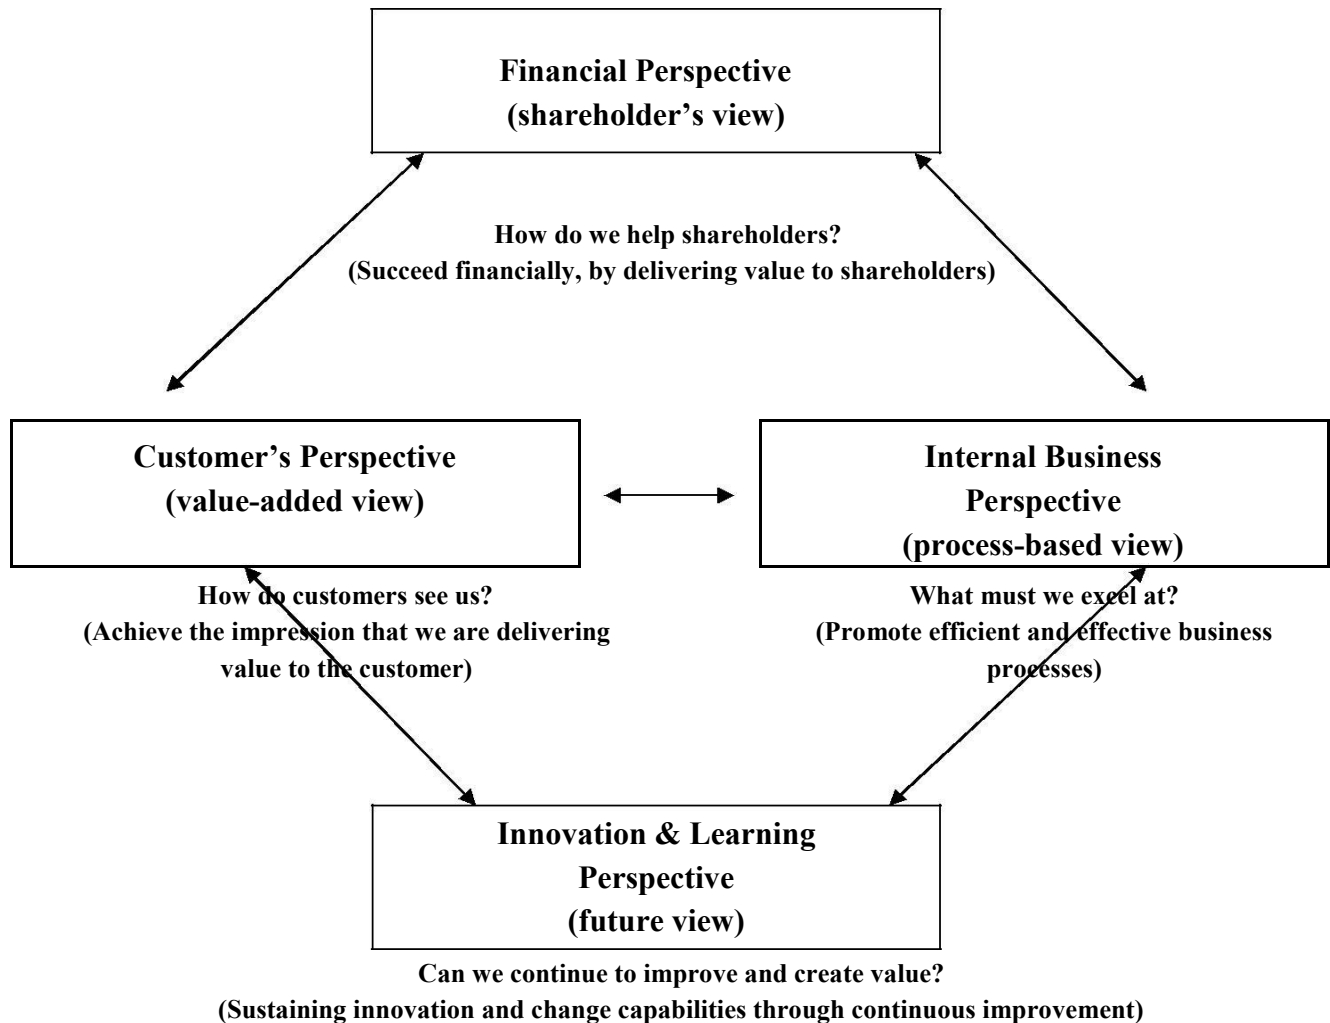 Financial Perspective
(shareholder’s view)
How do we help shareholders?
(Succeed financially, by delivering value to shareholders)
Customer’s Perspective
(value-added view)
Internal Business
Perspective
(process-based view)
How do customers see us?
(Achieve the impression that we are delivering
value to the customer)
What must we excel at?
(Promote efficient and effective business
processes)
Innovation & Learning
Perspective
(future view)
Can we continue to improve and create value?
(Sustaining innovation and change capabilities through continuous improvement)